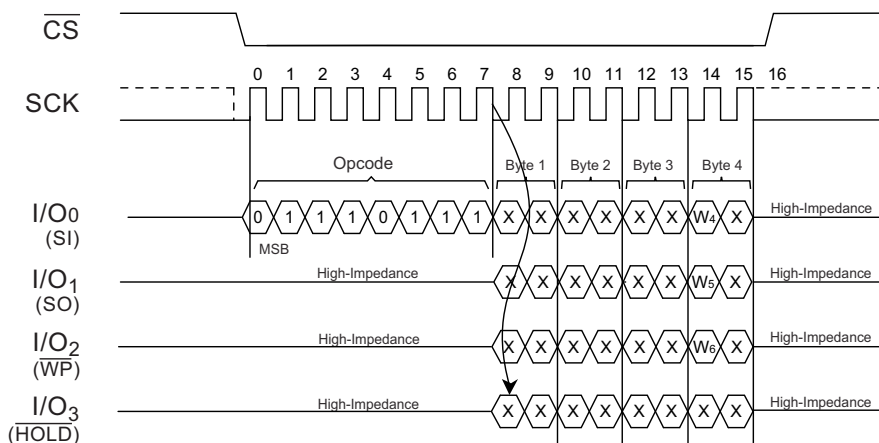 CS
0 1 2 3 4 5 6 7 8 9 10 11 12 13 14 15 16
SCK
Opcode Byte 1 Byte 2 Byte 3 Byte 4
I/O0 0 1 1 1 0 1 1 1 X X X X X X W4 X High-Impedance
(SI) MSB
I/O1 High-Impedance X X X X X X W5 X High-Impedance
(SO)
I/O2 High-Impedance X X X X X X W6 X High-Impedance
(WP)
I/O3 High-Impedance X X X X X X X X High-Impedance
(HOLD)